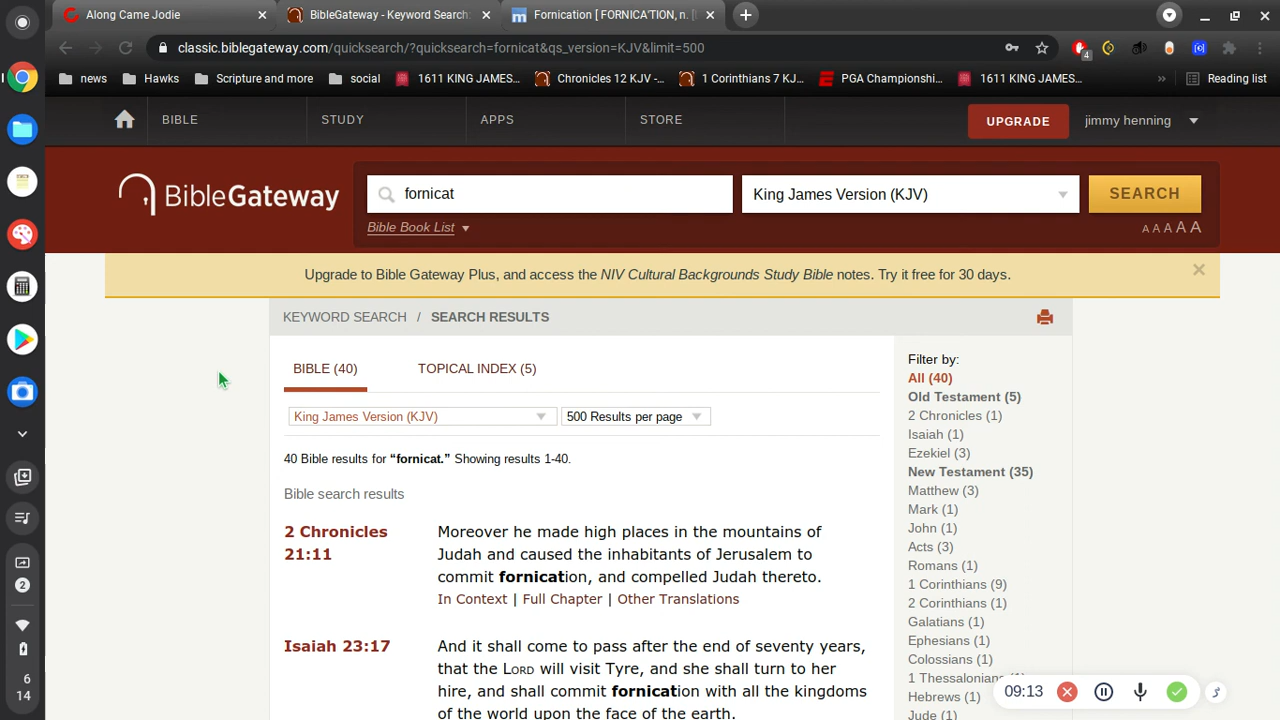 Along Came Jodie
BibleGateway - Keyword Search
Fornication [ FORNICA'TION, n. [
classic.biblegateway.com/quicksearch/?quicksearch=fornicat&qs_version=KJV&limit=500
4
news
Hawks
Scripture and more
social
1611 KING JAMES...
Chronicles 12 KJV -...
1 Corinthians 7 KJ...
PGA Championshi...
1611 KING JAMES...
»
Reading list
BIBLE
STUDY
APPS
STORE
UPGRADE
jimmy henning
BibleGateway
fornicat
King James Version (KJV)
SEARCH
Bible Book List
A A A A A
Upgrade to Bible Gateway Plus, and access the NIV Cultural Backgrounds Study Bible notes. Try it free for 30 days.
KEYWORD SEARCH / SEARCH RESULTS
BIBLE (40)
TOPICAL INDEX (5)
King James Version (KJV)
500 Results per page
40 Bible results for “fornicat.” Showing results 1-40.
Bible search results
2 Chronicles
21:11
Moreover he made high places in the mountains of
Judah and caused the inhabitants of Jerusalem to
commit fornication, and compelled Judah thereto.
In Context | Full Chapter | Other Translations
Isaiah 23:17
And it shall come to pass after the end of seventy years,
that the LORD will visit Tyre, and she shall turn to her
hire, and shall commit fornication with all the kingdoms
of the world upon the face of the earth.
Filter by:
All (40)
Old Testament (5)
2 Chronicles (1)
Isaiah (1)
Ezekiel (3)
New Testament (35)
Matthew (3)
Mark (1)
John (1)
Acts (3)
Romans (1)
1 Corinthians (9)
2 Corinthians (1)
Galatians (1)
Ephesians (1)
Colossians (1)
1 Thessalonians
Hebrews (1)
Jude (1)
09:13
2
6
14